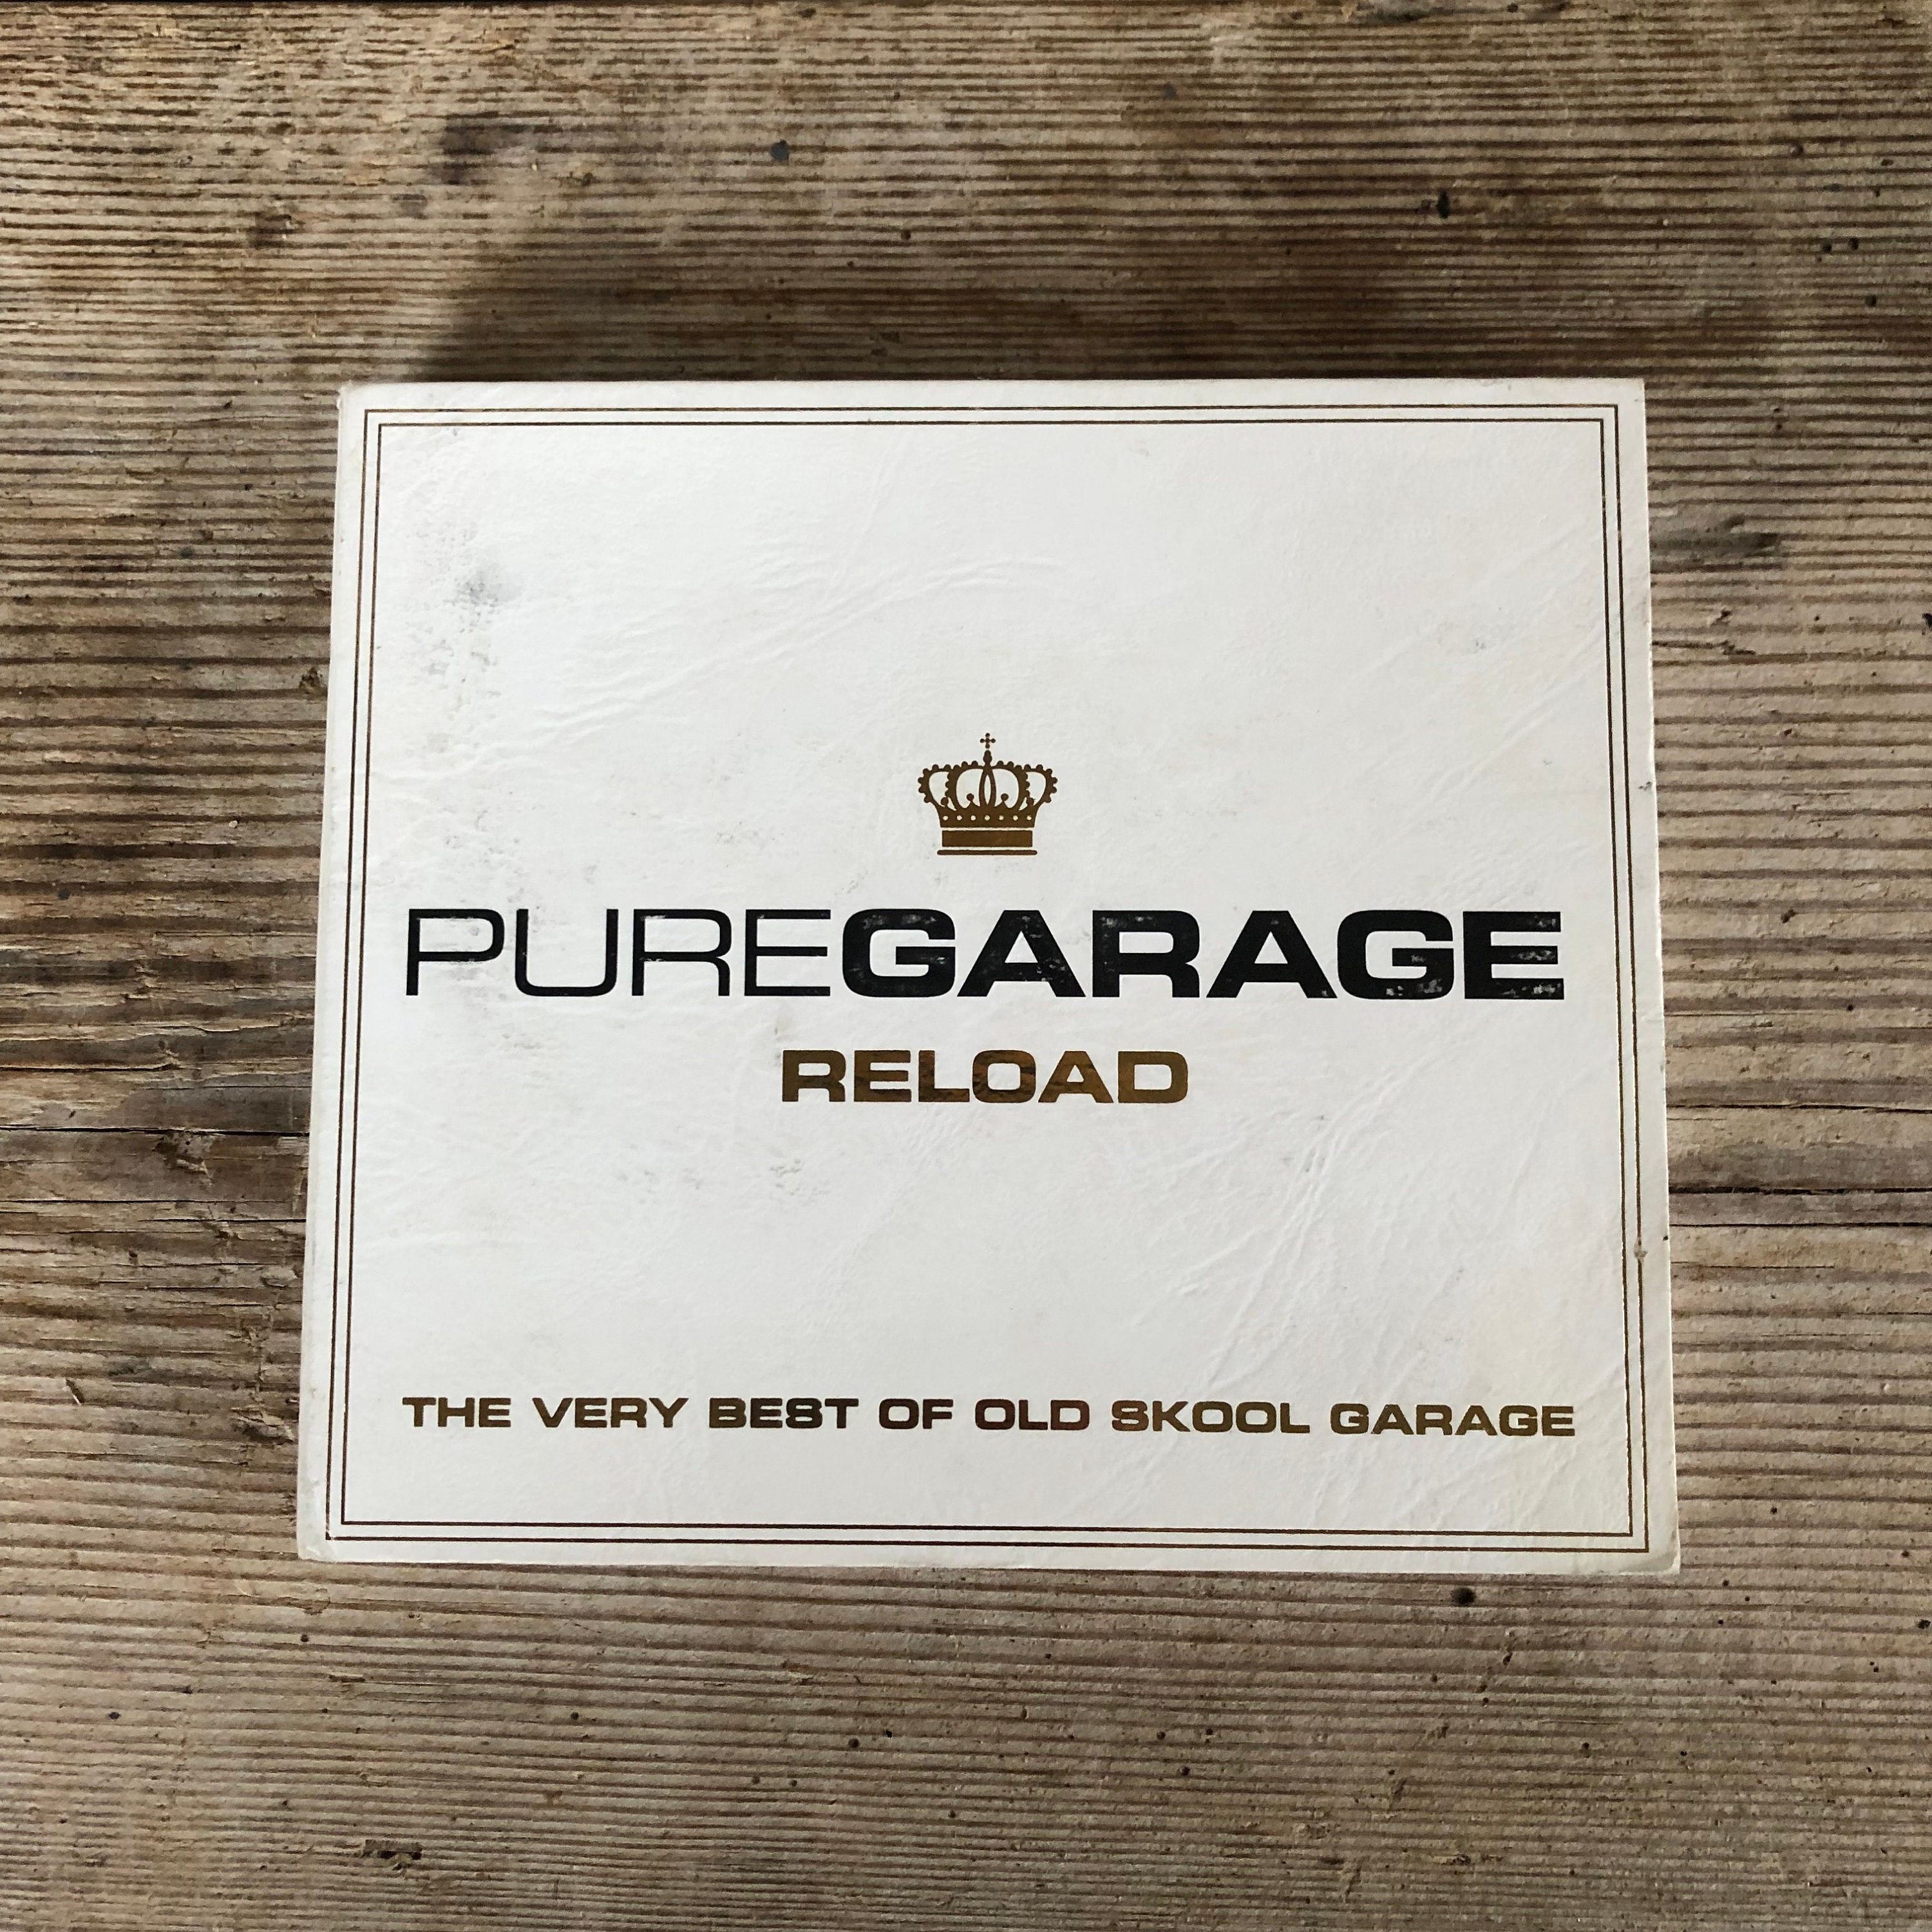 PUREGARAGE
RELOAD
THE VERY BEST OF OLD SKOOL GARAGE